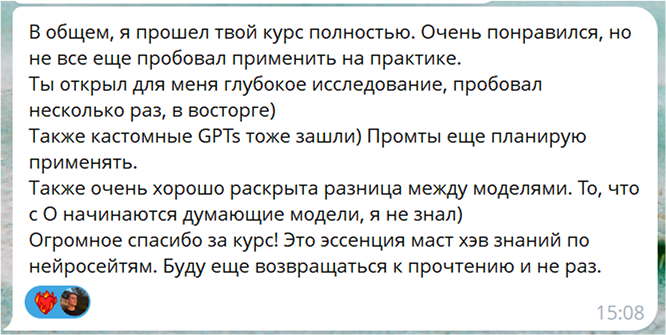 В общем, я прошел твой курс полностью. Очень понравился, но
не все еще пробовал применить на практике.
Ты открыл для меня глубокое исследование, пробовал
несколько раз, в восторге)
Также кастомные GPTs тоже зашли) Промты еще планирую
применять.
Также очень хорошо раскрыта разница между моделями. То, что
с О начинаются думающие модели, я не знал)
Огромное спасибо за курс! Это эссенция маст хэв знаний по
нейросейтям. Буду еще возвращаться к прочтению и не раз.
15:08